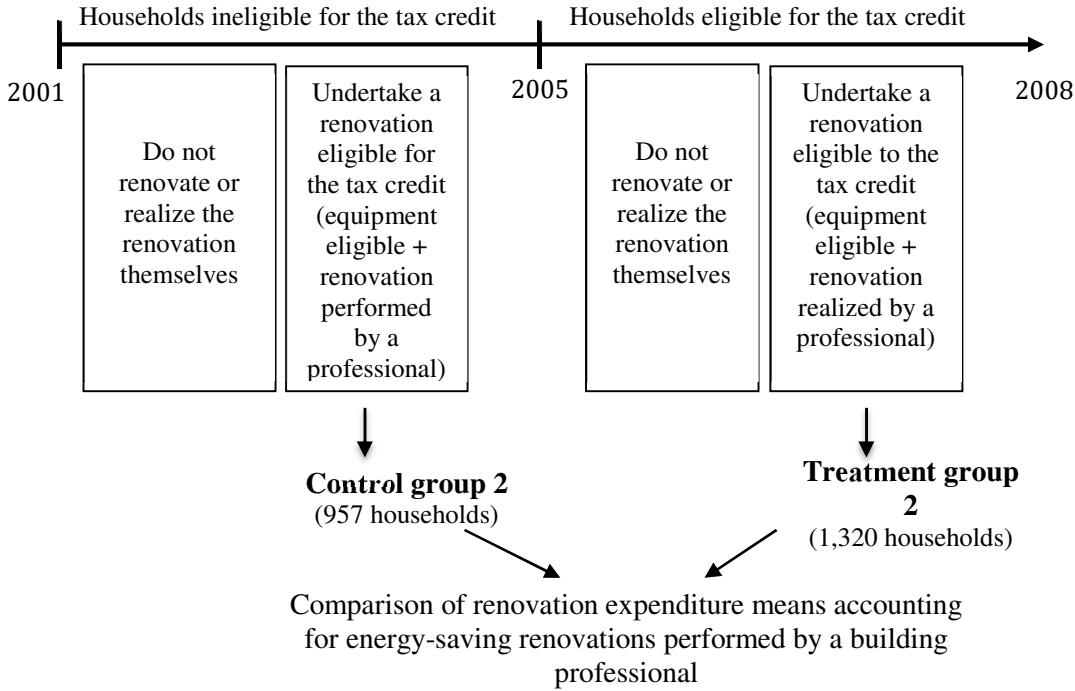 Households ineligible for the tax credit
Households eligible for the tax credit
2001
2005
2008
Do not
renovate or
realize the
renovation
themselves
Undertake a
renovation
eligible for
the tax credit
(equipment
eligible +
renovation
performed
by a
professional)
Do not
renovate or
realize the
renovation
themselves
Undertake a
renovation
eligible to the
tax credit
(equipment
eligible +
renovation
realized by a
professional)
Control group 2
(957 households)
Treatment group
2
(1,320 households)
Comparison of renovation expenditure means accounting
for energy-saving renovations performed by a building
professional